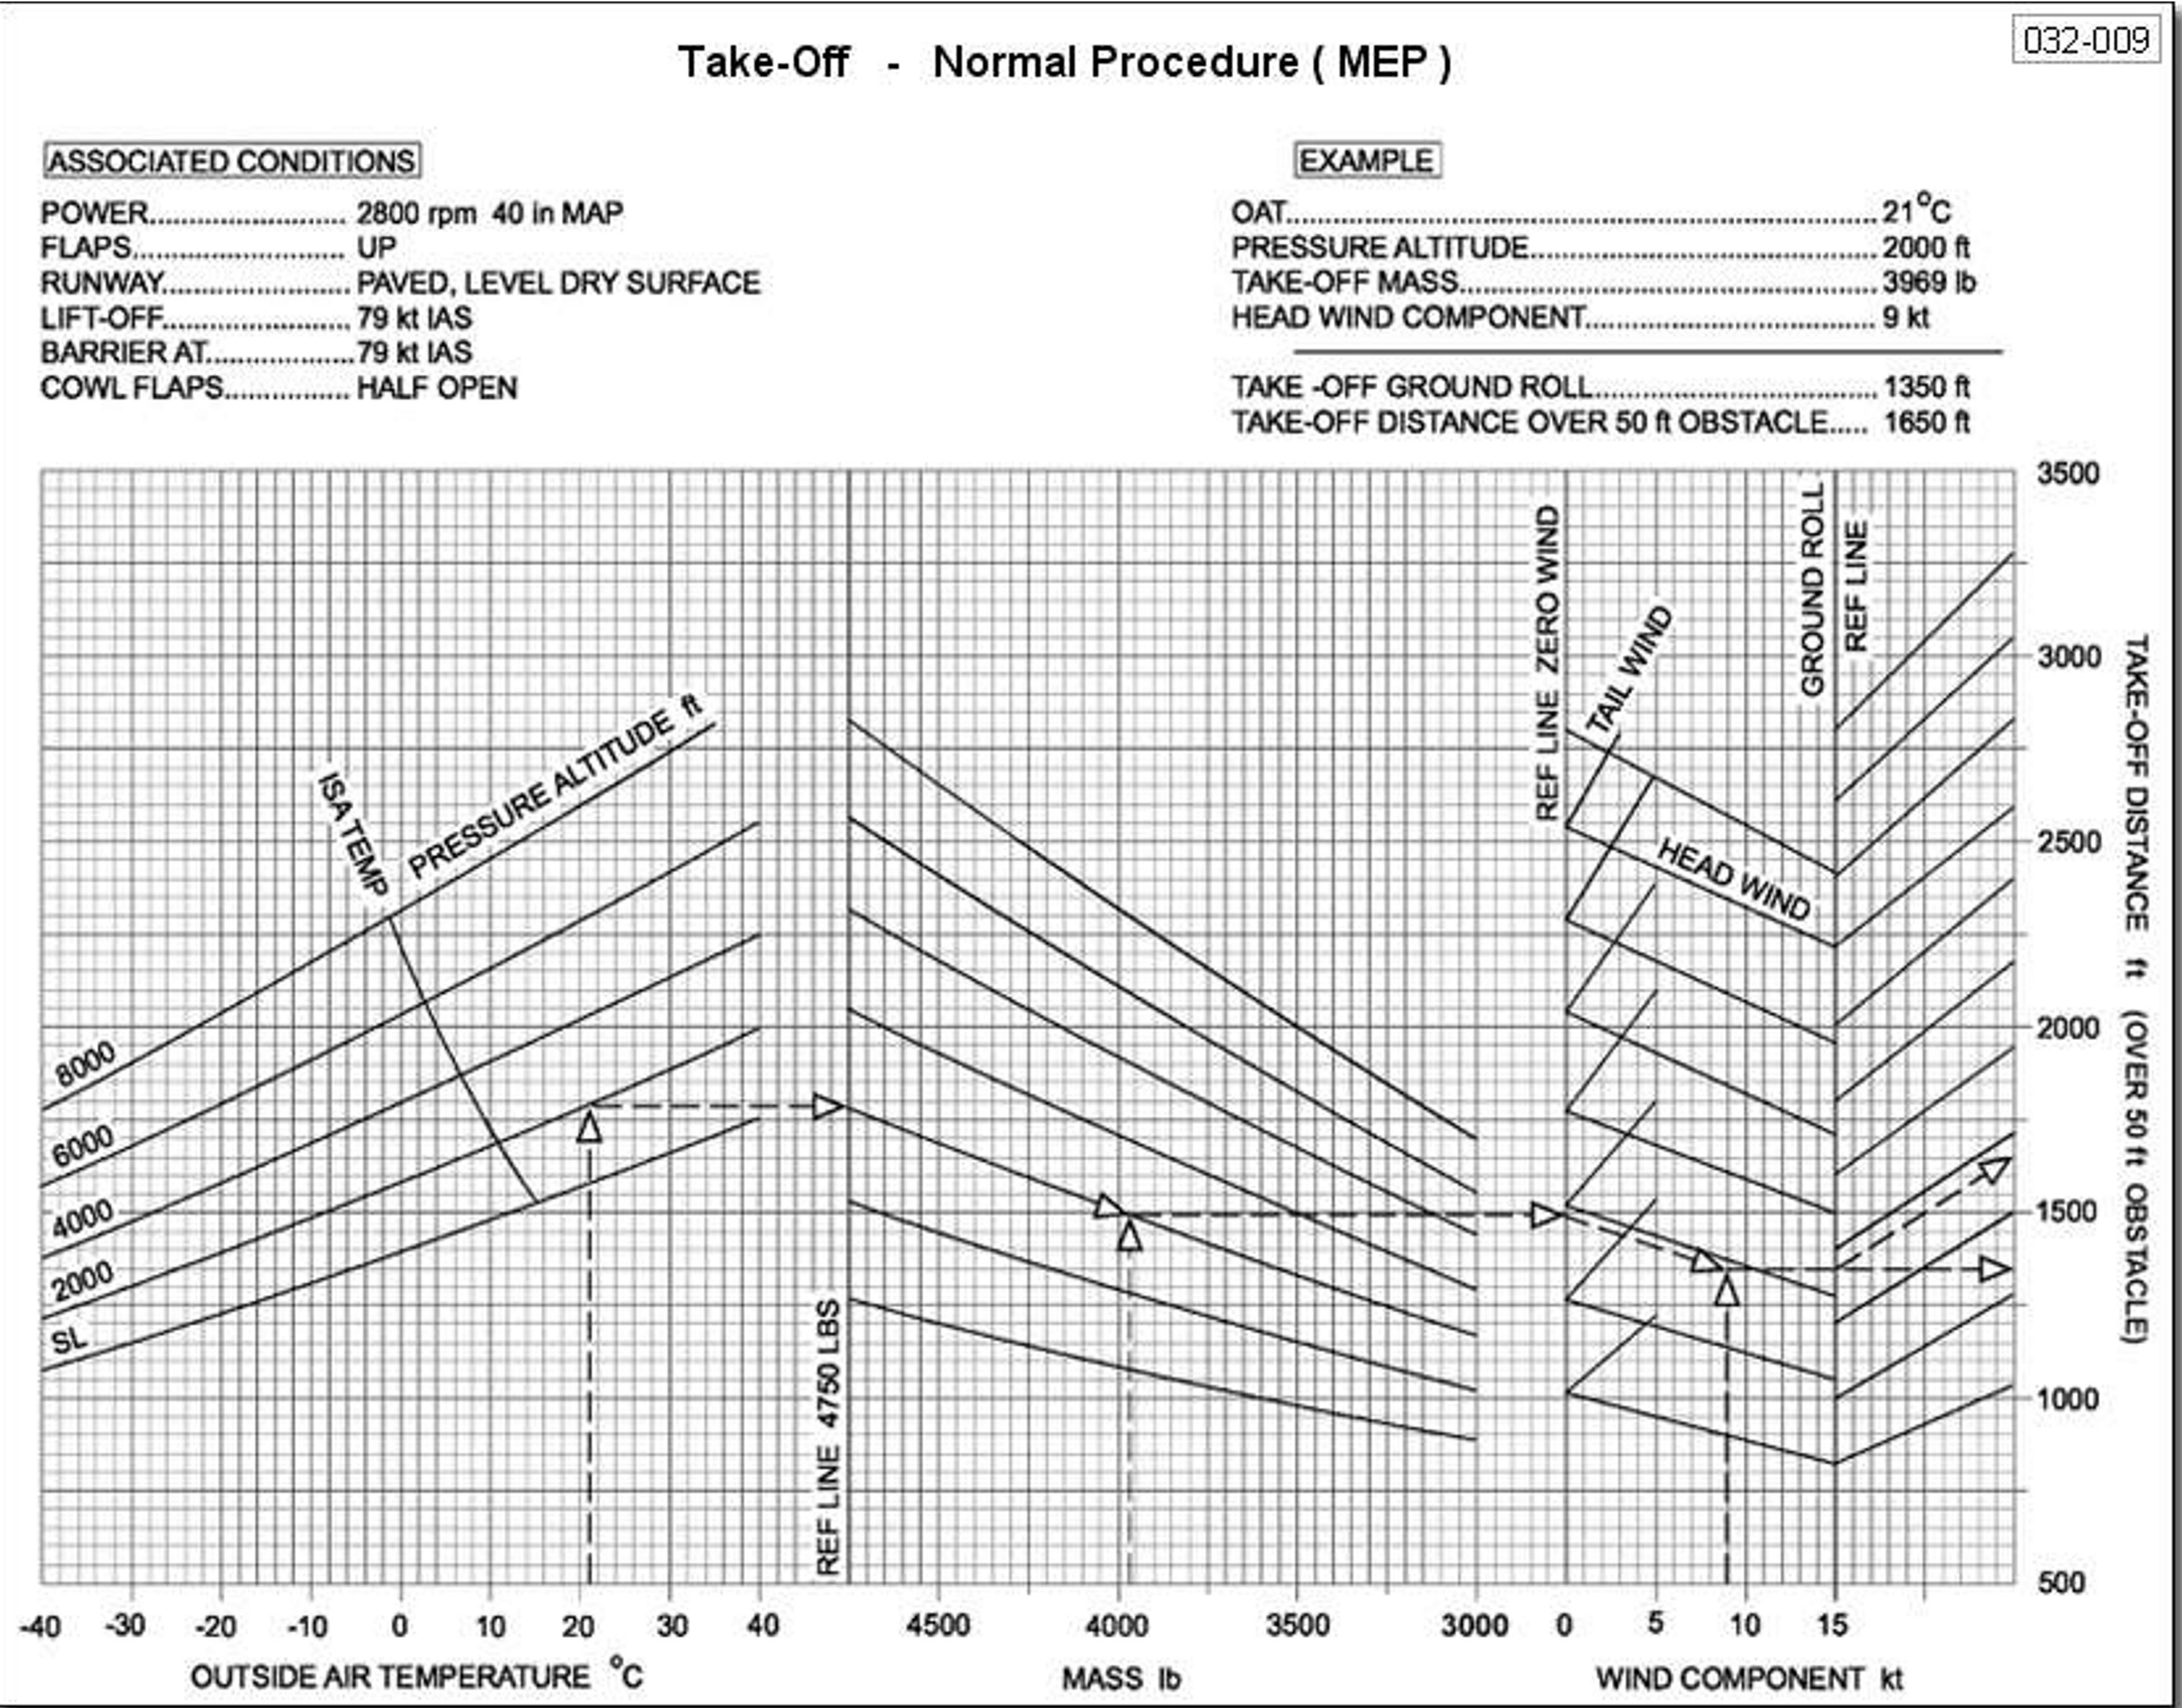 032-009
Take-Off - Normal Procedure ( MEP )
ASSOCIATED CONDITIONS
POWER......................... 2800 rpm 40 in MAP
FLAPS........................... UP
RUNWAY........................ PAVED, LEVEL DRY SURFACE
LIFT-OFF........................ 79 kt IAS
BARRIER AT................... 79 kt IAS
COWL FLAPS................ HALF OPEN
EXAMPLE
OAT........................................................................... 21°C
PRESSURE ALTITUDE............................................ 2000 ft
TAKE-OFF MASS..................................................... 3969 lb
HEAD WIND COMPONENT..................................... 9 kt
TAKE -OFF GROUND ROLL.................................... 1350 ft
TAKE-OFF DISTANCE OVER 50 ft OBSTACLE..... 1650 ft
ISA TEMP
PRESSURE ALTITUDE ft
8000
6000
4000
2000
SL
REF LINE 4750 LBS
REF LINE ZERO WIND
TAIL WIND
HEAD WIND
GROUND ROLL
REF LINE
3500
3000
2500
2000
1500
1000
500
TAKE-OFF DISTANCE ft (OVER 50 ft OBSTACLE)
-40 -30 -20 -10 0 10 20 30 40 4500 4000 3500 3000 0 5 10 15
OUTSIDE AIR TEMPERATURE °C MASS lb WIND COMPONENT kt